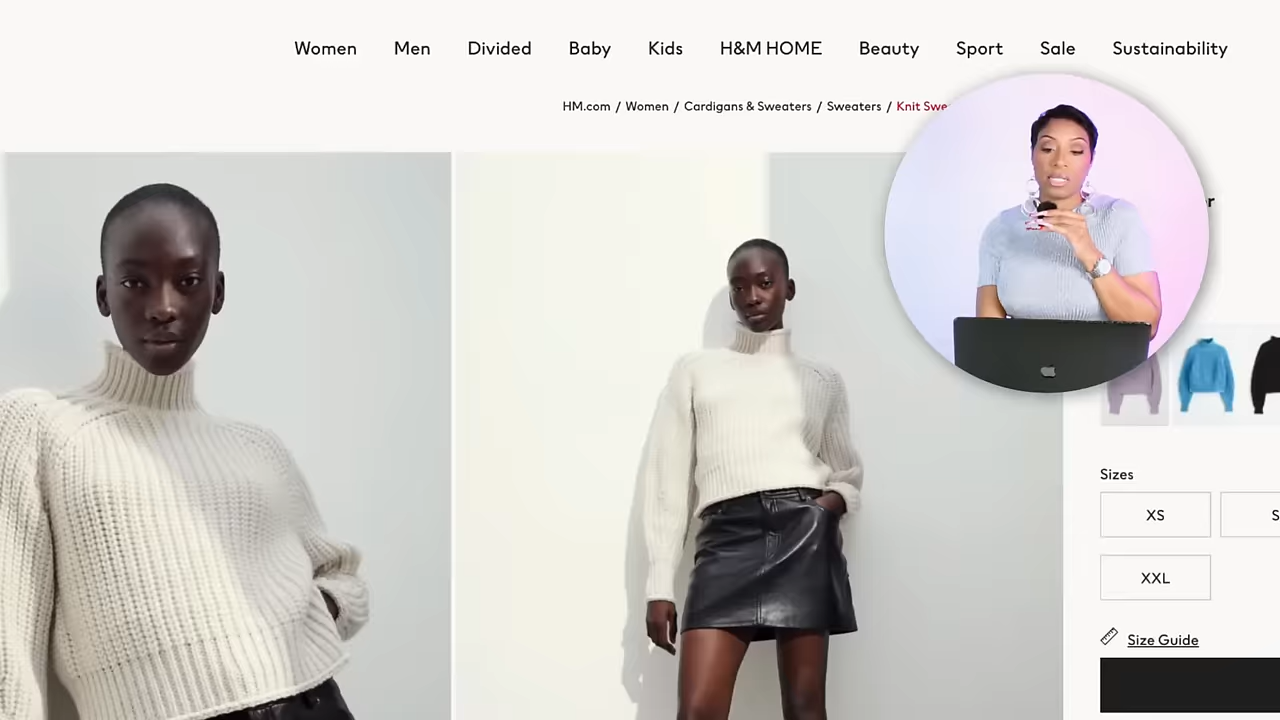 Women Men Divided Baby Kids H&M HOME Beauty Sport Sale Sustainability
HM.com / Women / Cardigans & Sweaters / Sweaters / Knit
Sizes
XS
XXL
Size Guide